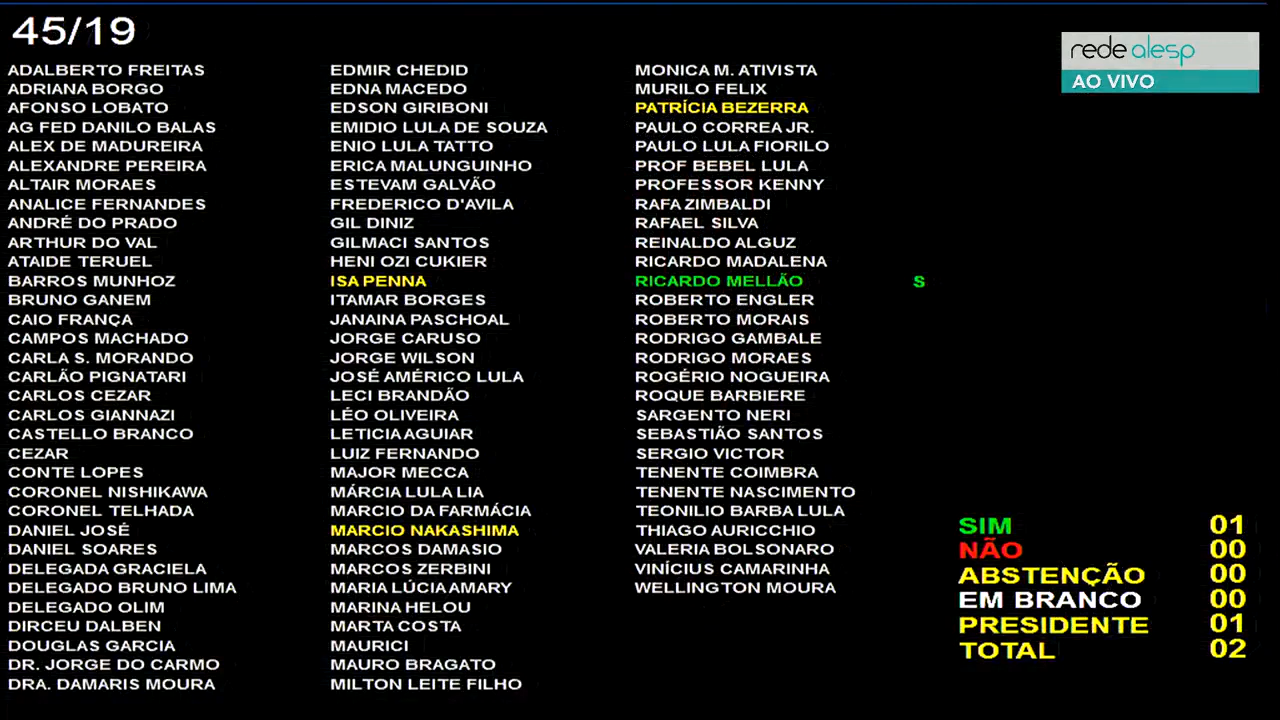 45/19
rede alesp
AO VIVO
ADALBERTO FREITAS
ADRIANA BORGO
AFONSO LOBATO
AG FED DANILO BALAS
ALEX DE MADUREIRA
ALEXANDRE PEREIRA
ALTAIR MORAES
ANALICE FERNANDES
ANDRÉ DO PRADO
ARTHUR DO VAL
ATAIDE TERUEL
BARROS MUNHOZ
BRUNO GANEM
CAIO FRANÇA
CAMPOS MACHADO
CARLA S. MORANDO
CARLÃO PIGNATARI
CARLOS CEZAR
CARLOS GIANNAZI
CASTELLO BRANCO
CEZAR
CONTE LOPES
CORONEL NISHIKAWA
CORONEL TELHADA
DANIEL JOSÉ
DANIEL SOARES
DELEGADA GRACIELA
DELEGADO BRUNO LIMA
DELEGADO OLIM
DIRCEU DALBEN
DOUGLAS GARCIA
DR. JORGE DO CARMO
DRA. DAMARIS MOURA
EDMIR CHEDID
EDNA MACEDO
EDSON GIRIBONI
EMIDIO LULA DE SOUZA
ENIO LULA TATTO
ERICA MALUNGUINHO
ESTEVAM GALVÃO
FREDERICO D'AVILA
GIL DINIZ
GILMACI SANTOS
HENI OZI CUKIER
ISA PENNA
ITAMAR BORGES
JANAINA PASCHOAL
JORGE CARUSO
JORGE WILSON
JOSÉ AMÉRICO LULA
LECI BRANDÃO
LÉO OLIVEIRA
LETICIA AGUIAR
LUIZ FERNANDO
MAJOR MECCA
MÁRCIA LULA LIA
MARCIO DA FARMÁCIA
MARCIO NAKASHIMA
MARCOS DAMASIO
MARCOS ZERBINI
MARIA LÚCIA AMARY
MARINA HELOU
MARTA COSTA
MAURICI
MAURO BRAGATO
MILTON LEITE FILHO
MONICA M. ATIVISTA
MURILO FELIX
PATRÍCIA BEZERRA
PAULO CORREA JR.
PAULO LULA FIORILO
PROF BEBEL LULA
PROFESSOR KENNY
RAFA ZIMBALDI
RAFAEL SILVA
REINALDO ALGUZ
RICARDO MADALENA
RICARDO MELLÃO S
ROBERTO ENGLER
ROBERTO MORAIS
RODRIGO GAMBALE
RODRIGO MORAES
ROGÉRIO NOGUEIRA
ROQUE BARBIERE
SARGENTO NERI
SEBASTIÃO SANTOS
SERGIO VICTOR
TENENTE COIMBRA
TENENTE NASCIMENTO
TEONILIO BARBA LULA
THIAGO AURICCHIO
VALERIA BOLSONARO
VINÍCIUS CAMARINHA
WELLINGTON MOURA
SIM 01
NÃO 00
ABSTENÇÃO 00
EM BRANCO 00
PRESIDENTE 01
TOTAL 02